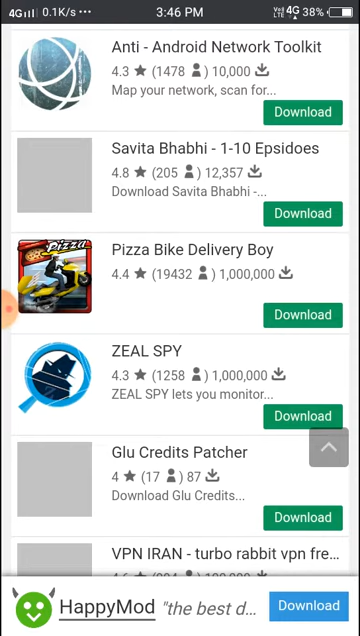 4G 0.1K/s ... 3:46 PM VoLTE 4G 38%
Anti - Android Network Toolkit
4.3 ★ (1478 ) 10,000
Map your network, scan for...
Download
Savita Bhabhi - 1-10 Epsidoes
4.8 ★ (205 ) 12,357
Download Savita Bhabhi -...
Download
Pizza
Pizza Bike Delivery Boy
4.4 ★ (19432 ) 1,000,000
Download
ZEAL SPY
4.3 ★ (1258 ) 1,000,000
ZEAL SPY lets you monitor...
Download
Glu Credits Patcher
4 ★ (17 ) 87
Download Glu Credits...
Download
VPN IRAN - turbo rabbit vpn fre...
HappyMod "the best d... Download